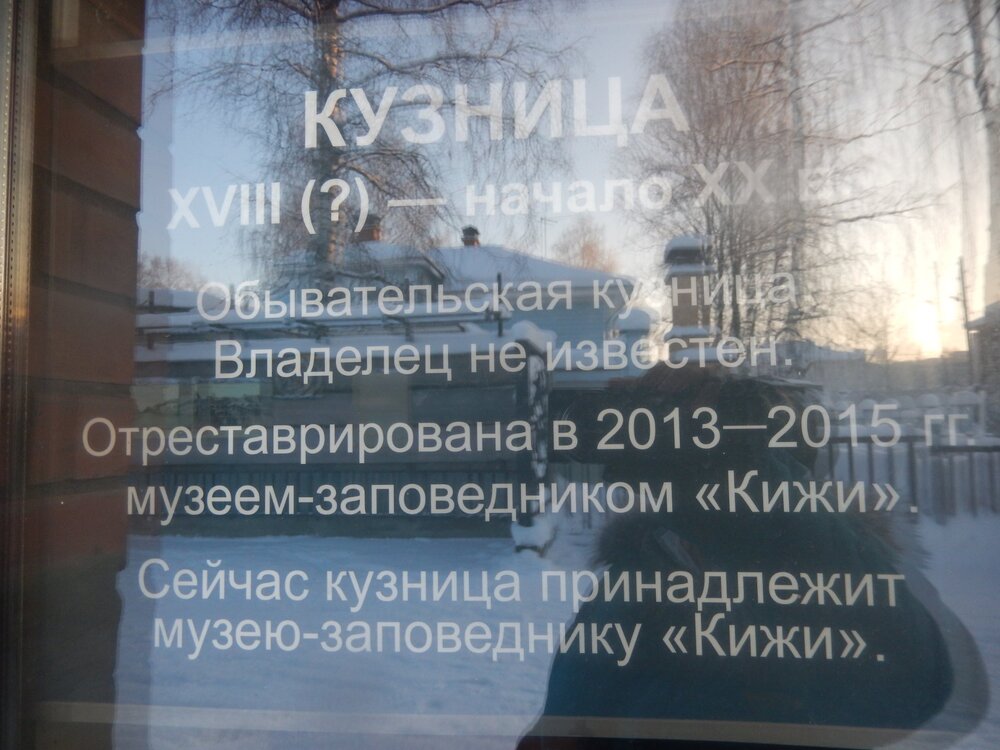 КУЗНИЦА
XVIII (?) — начало XX в.
Обывательская кузница.
Владелец не известен.
Отреставрирована в 2013—2015 гг.
музеем-заповедником «Кижи».
Сейчас кузница принадлежит
музею-заповеднику «Кижи».